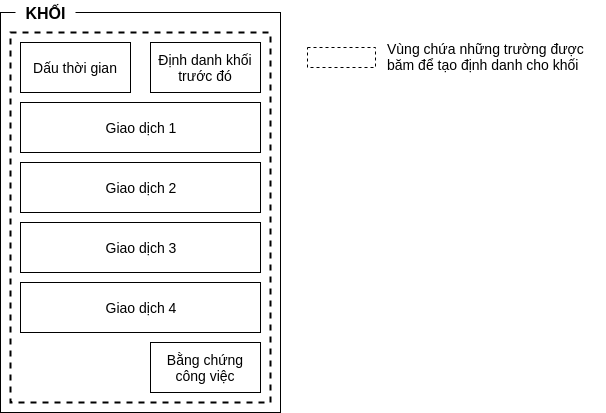 KHỐI
Dấu thời gian
Định danh khối
trước đó
Giao dịch 1
Giao dịch 2
Giao dịch 3
Giao dịch 4
Bằng chứng
công việc
Vùng chứa những trường được
băm để tạo định danh cho khối